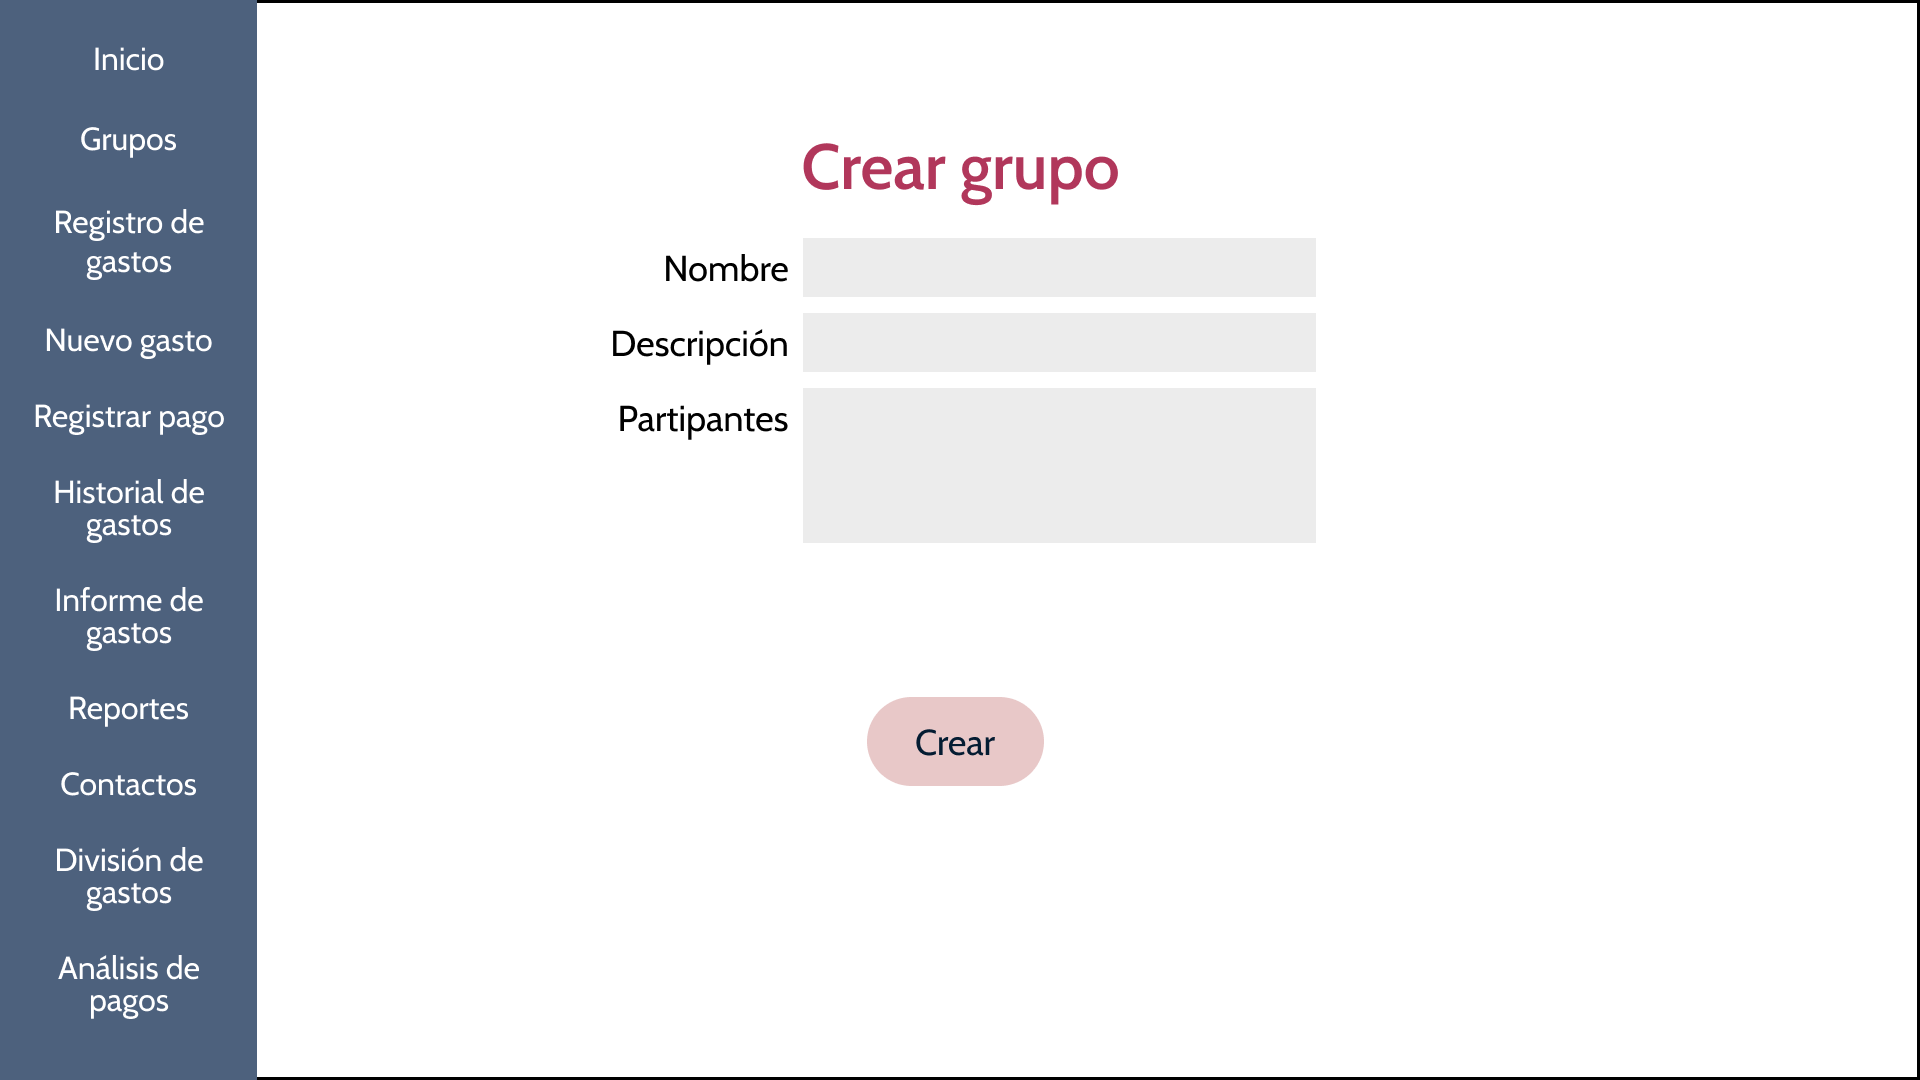 Inicio
Grupos
Registro de
gastos
Nuevo gasto
Registrar pago
Historial de
gastos
Informe de
gastos
Reportes
Contactos
División de
gastos
Análisis de
pagos
Crear grupo
Nombre
Descripción
Partipantes
Crear